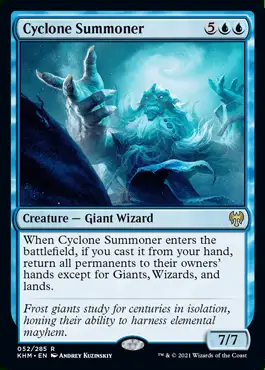 Cyclone Summoner 5
Creature — Giant Wizard
When Cyclone Summoner enters the
battlefield, if you cast it from your hand,
return all permanents to their owners'
hands except for Giants, Wizards, and
lands.
Frost giants study for centuries in isolation,
honing their ability to harness elemental
mayhem.
7/7
052/285 R
KHM • EN Andrey Kuzinskiy
™ & © 2021 Wizards of the Coast